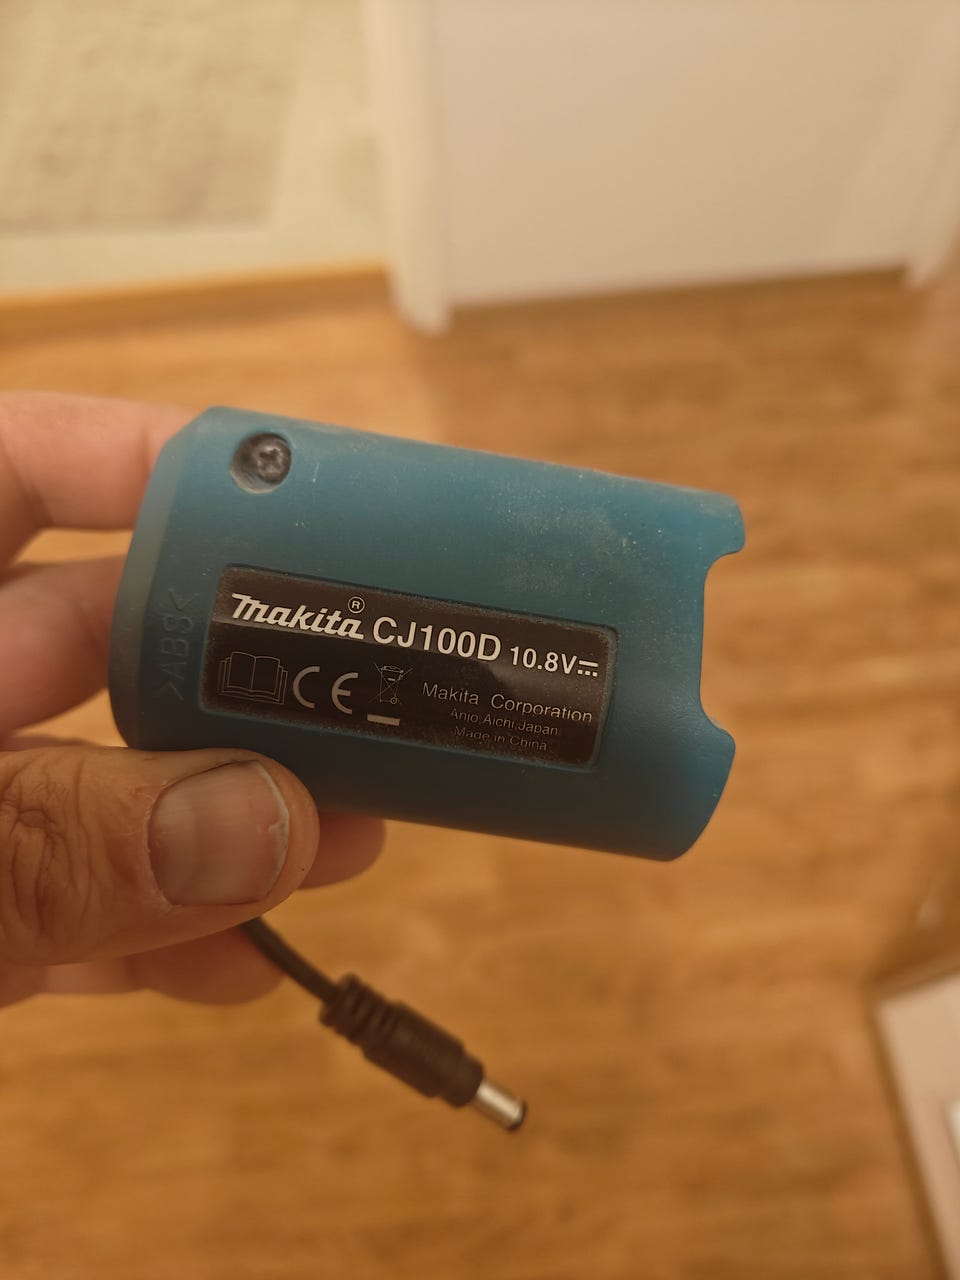 makita® CJ100D 10.8V⎓
CE
Makita Corporation
Anjo, Aichi, Japan
Made in China
>ABS<